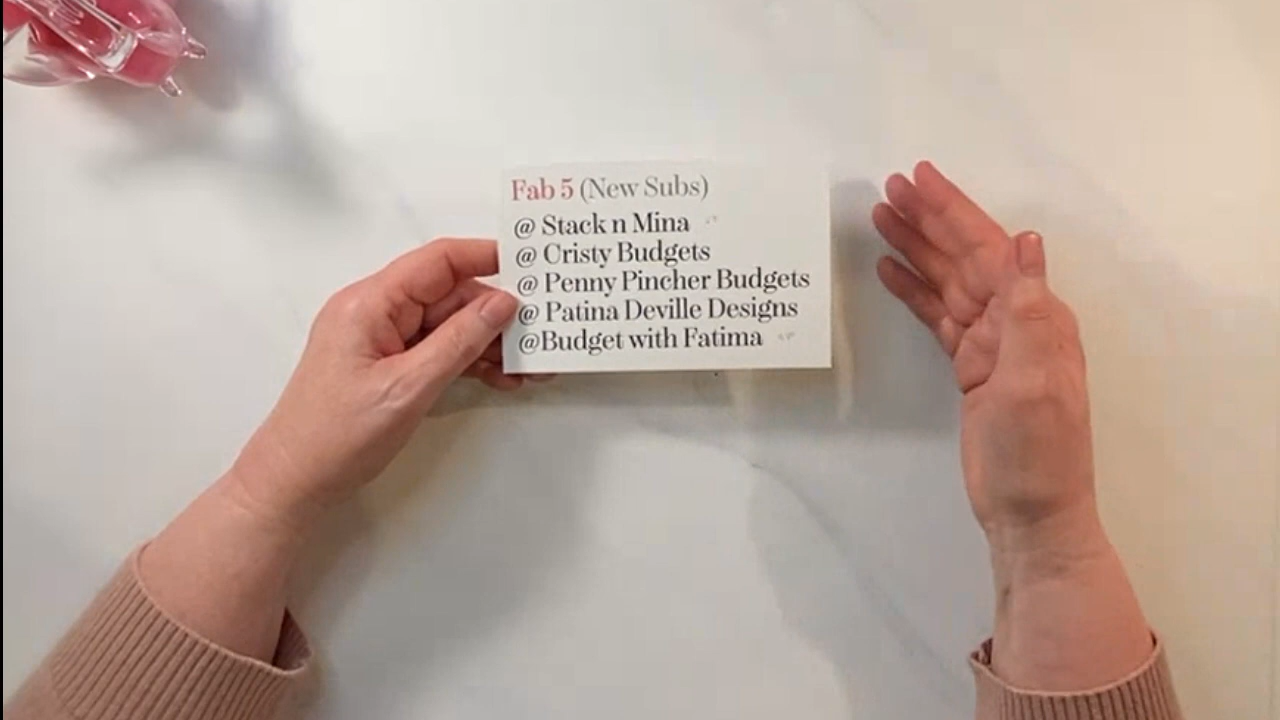 Fab 5 (New Subs)
@ Stack n Mina
@ Cristy Budgets
@ Penny Pincher Budgets
@ Patina Deville Designs
@Budget with Fatima